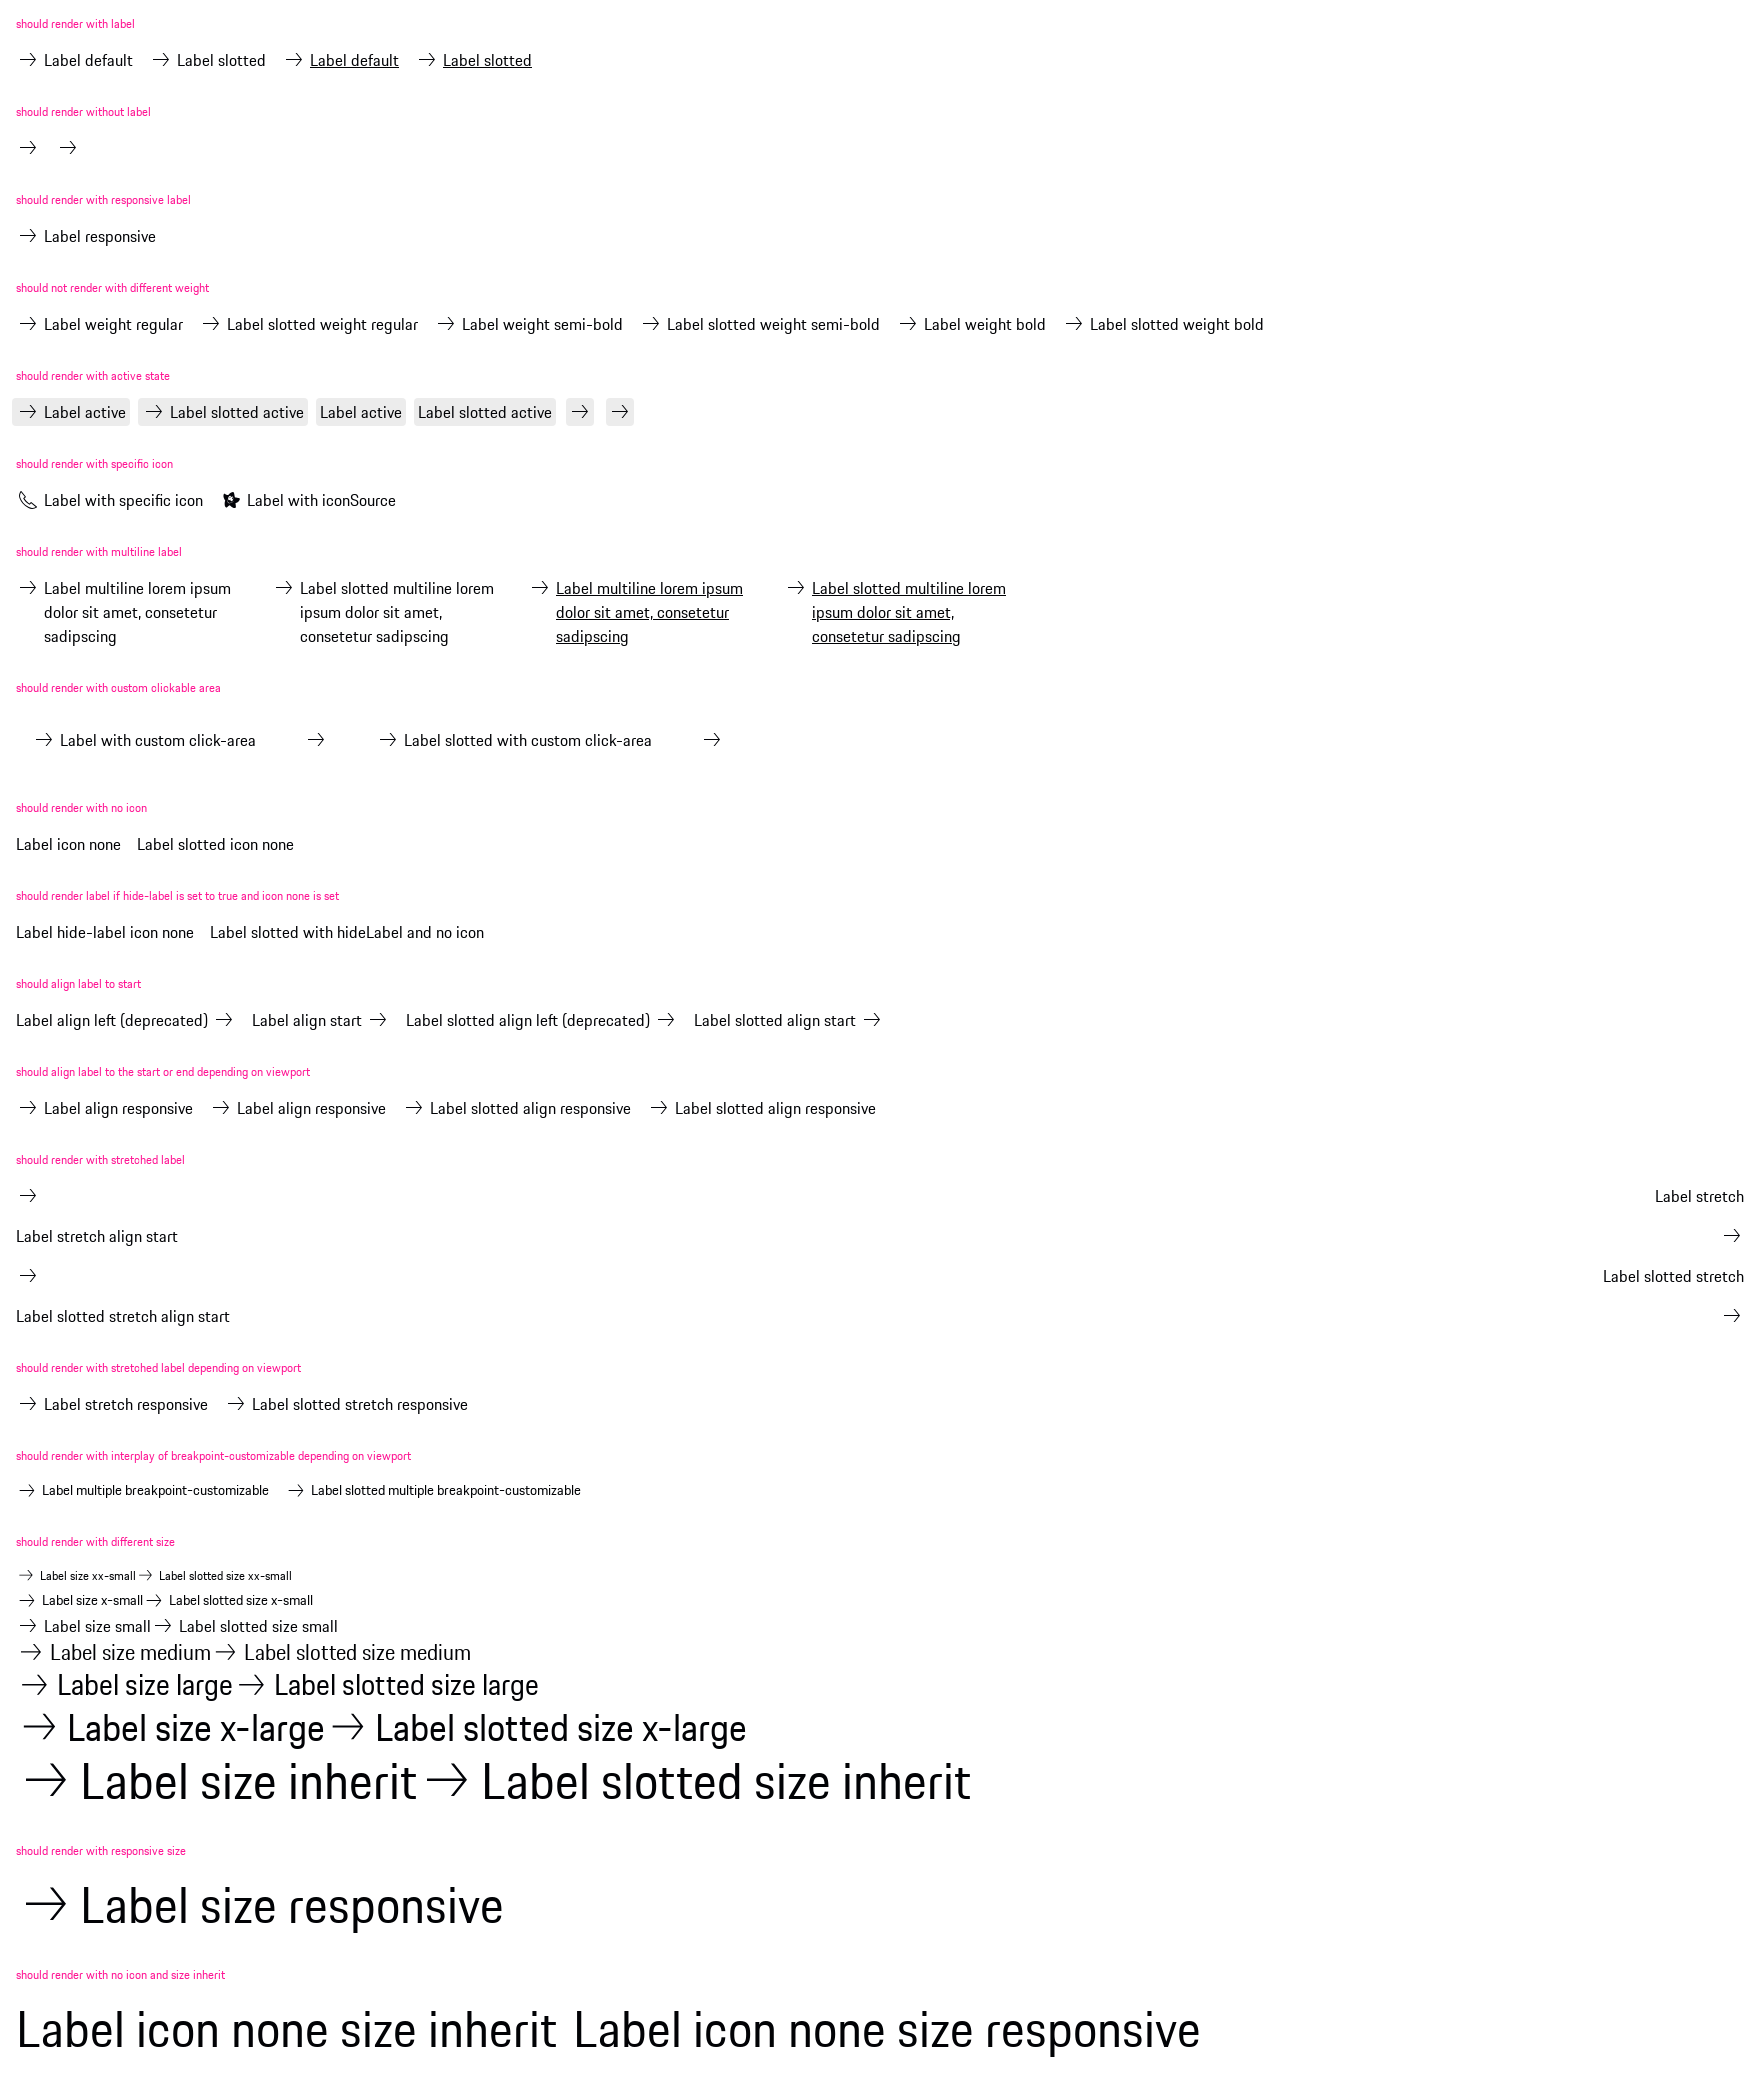 should render with label
Label default Label slotted Label default Label slotted
should render without label
should render with responsive label
Label responsive
should not render with different weight
Label weight regular Label slotted weight regular Label weight semi-bold Label slotted weight semi-bold Label weight bold Label slotted weight bold
should render with active state
Label active Label slotted active Label active Label slotted active
should render with specific icon
Label with specific icon Label with iconSource
should render with multiline label
Label multiline lorem ipsum Label slotted multiline lorem Label multiline lorem ipsum Label slotted multiline lorem
dolor sit amet, consetetur ipsum dolor sit amet, dolor sit amet, consetetur ipsum dolor sit amet,
sadipscing consetetur sadipscing sadipscing consetetur sadipscing
should render with custom clickable area
Label with custom click-area Label slotted with custom click-area
should render with no icon
Label icon none Label slotted icon none
should render label if hide-label is set to true and icon none is set
Label hide-label icon none Label slotted with hideLabel and no icon
should align label to start
Label align left (deprecated) Label align start Label slotted align left (deprecated) Label slotted align start
should align label to the start or end depending on viewport
Label align responsive Label align responsive Label slotted align responsive Label slotted align responsive
should render with stretched label
Label stretch
Label stretch align start
Label slotted stretch
Label slotted stretch align start
should render with stretched label depending on viewport
Label stretch responsive Label slotted stretch responsive
should render with interplay of breakpoint-customizable depending on viewport
Label multiple breakpoint-customizable Label slotted multiple breakpoint-customizable
should render with different size
Label size xx-small Label slotted size xx-small
Label size x-small Label slotted size x-small
Label size small Label slotted size small
Label size medium Label slotted size medium
Label size large Label slotted size large
Label size x-large Label slotted size x-large
Label size inherit Label slotted size inherit
should render with responsive size
Label size responsive
should render with no icon and size inherit
Label icon none size inherit Label icon none size responsive